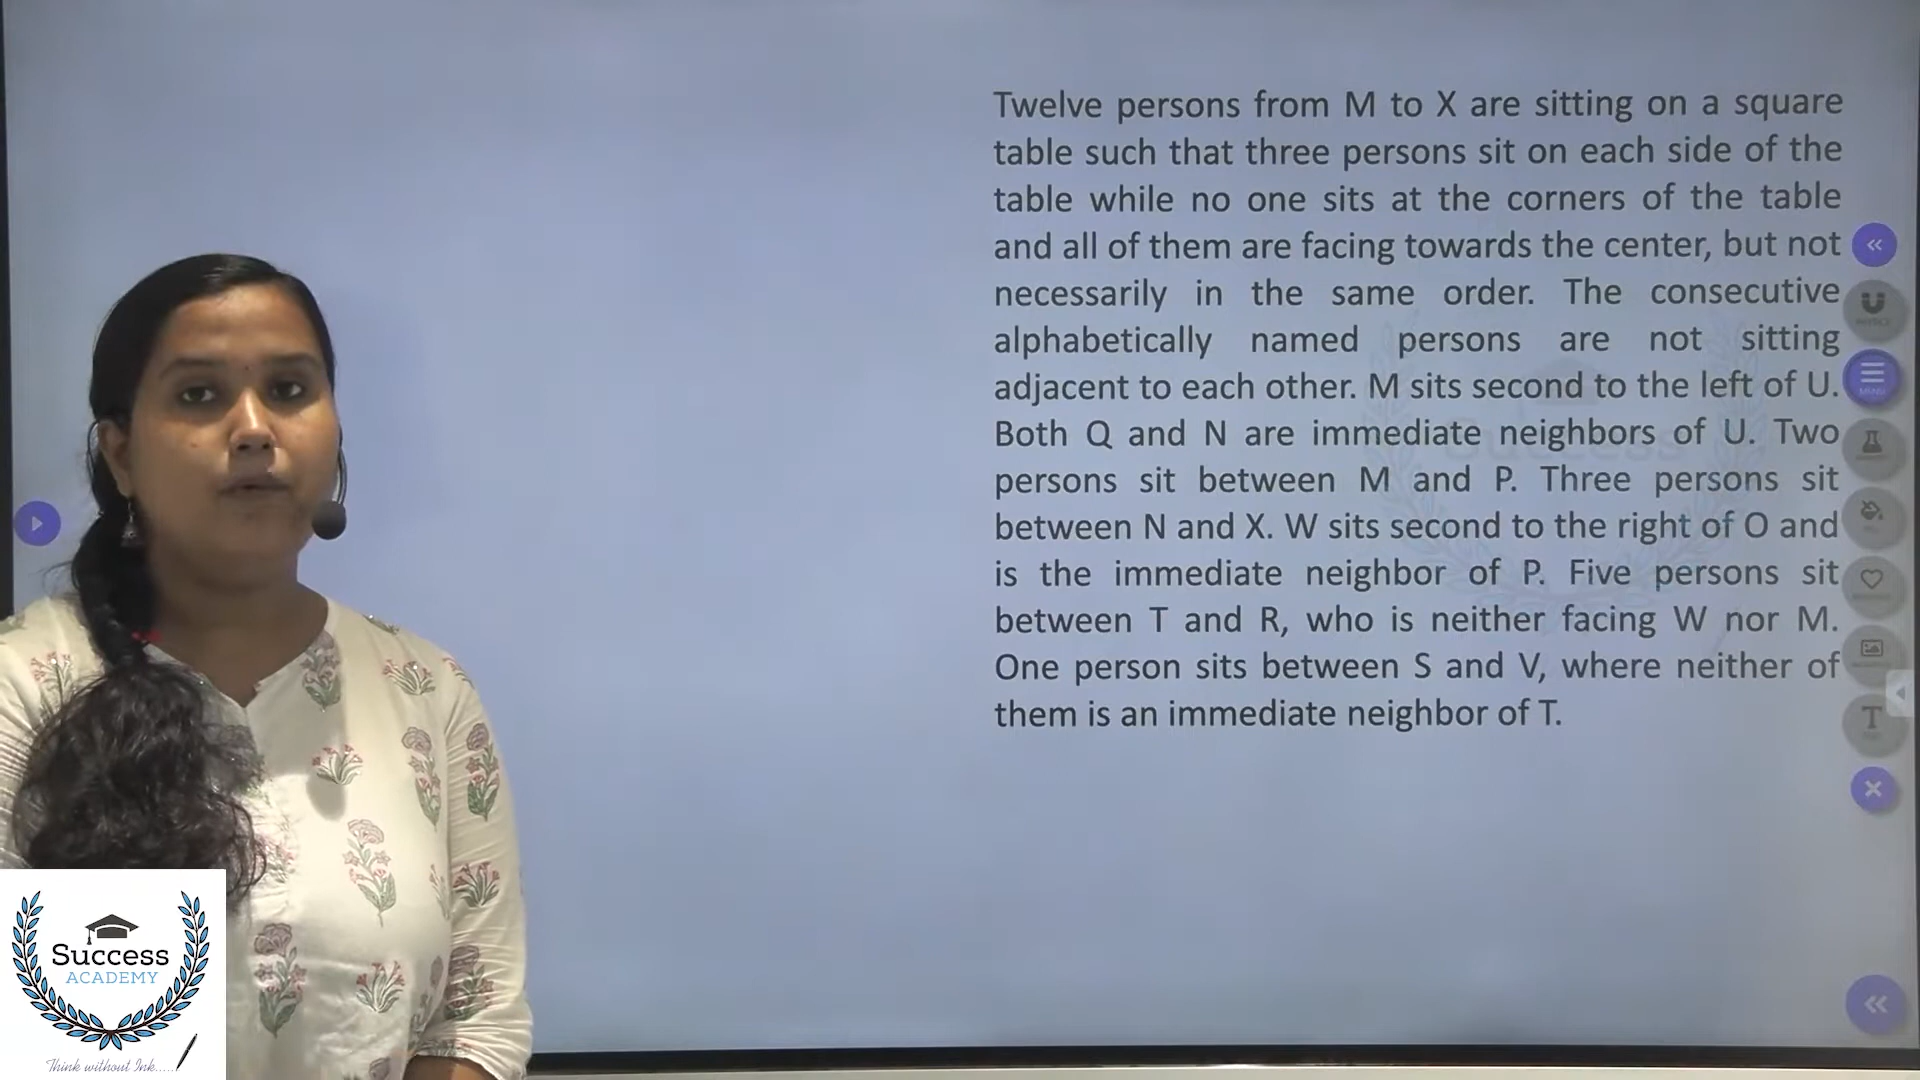 Twelve persons from M to X are sitting on a square
table such that three persons sit on each side of the
table while no one sits at the corners of the table
and all of them are facing towards the center, but not
necessarily in the same order. The consecutive
alphabetically named persons are not sitting
adjacent to each other. M sits second to the left of U.
Both Q and N are immediate neighbors of U. Two
persons sit between M and P. Three persons sit
between N and X. W sits second to the right of O and
is the immediate neighbor of P. Five persons sit
between T and R, who is neither facing W nor M.
One person sits between S and V, where neither of
them is an immediate neighbor of T.
MENU
Success
ACADEMY
Think without Ink.....